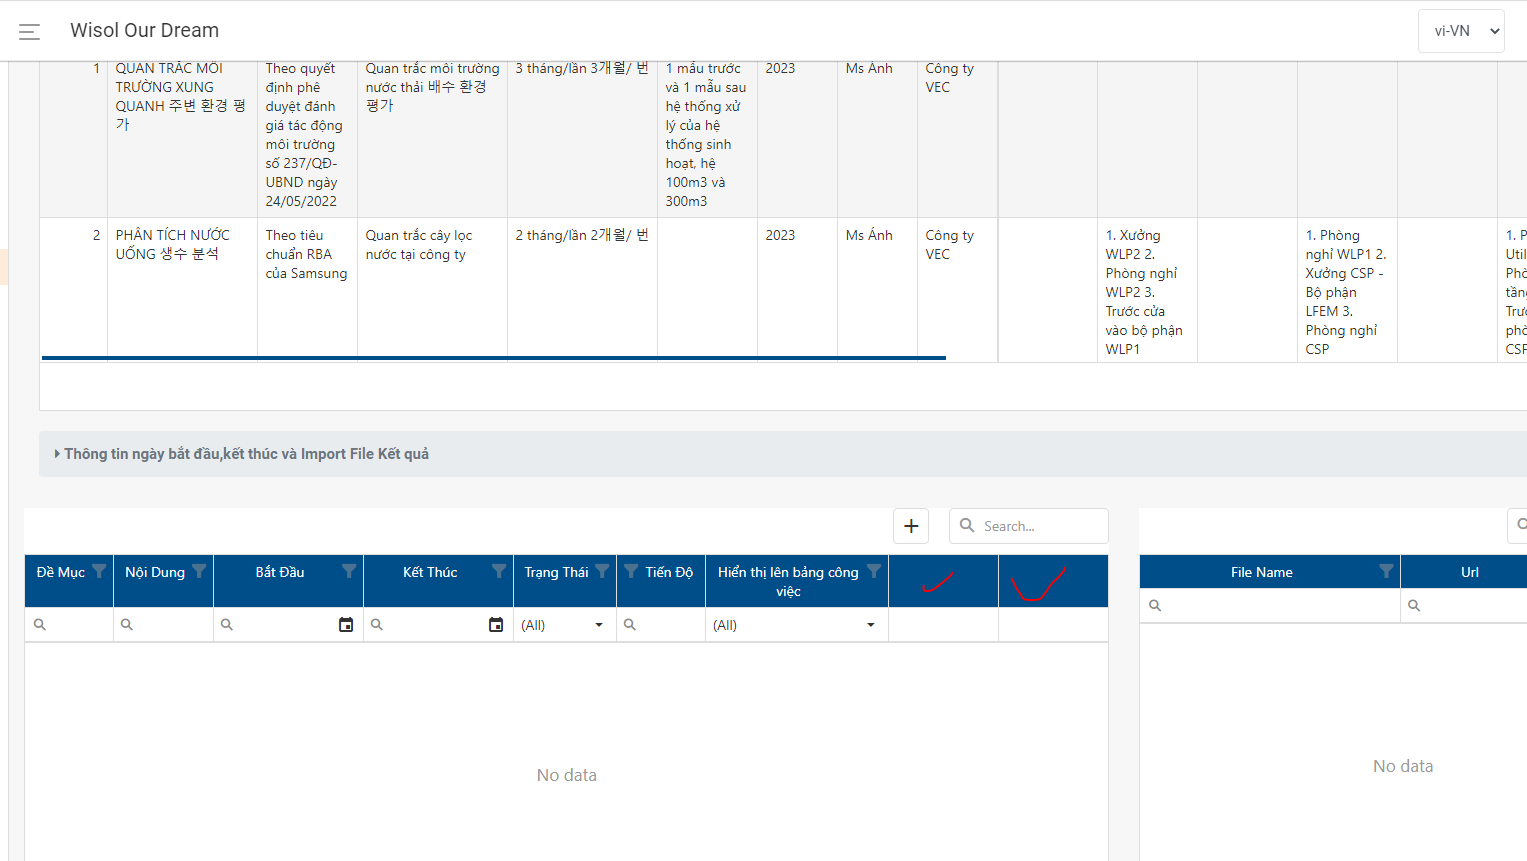 Wisol Our Dream
vi-VN
1
QUAN TRẮC MÔI
TRƯỜNG XUNG
QUANH 주변 환경 평
가
Theo quyết
định phê
duyệt đánh
giá tác động
môi trường
số 237/QĐ-
UBND ngày
24/05/2022
Quan trắc môi trường
nước thải 배수 환경
평가
3 tháng/lần 3개월/ 번
1 mẫu trước
và 1 mẫu sau
hệ thống xử
lý của hệ
thống sinh
hoạt, hệ
100m3 và
300m3
2023
Ms Ánh
Công ty
VEC
2
PHÂN TÍCH NƯỚC
UỐNG 생수 분석
Theo tiêu
chuẩn RBA
của Samsung
Quan trắc cây lọc
nước tại công ty
2 tháng/lần 2개월/ 번
2023
Ms Ánh
Công ty
VEC
1. Xưởng
WLP2 2.
Phòng nghỉ
WLP2 3.
Trước cửa
vào bộ phận
WLP1
1. Phòng
nghỉ WLP1 2.
Xưởng CSP -
Bộ phận
LFEM 3.
Phòng nghỉ
CSP
Thông tin ngày bắt đầu,kết thúc và Import File Kết quả
Search...
Đề Mục
Nội Dung
Bắt Đầu
Kết Thúc
Trạng Thái
Tiến Độ
Hiển thị lên bảng công
việc
File Name
Url
(All)
(All)
No data
No data